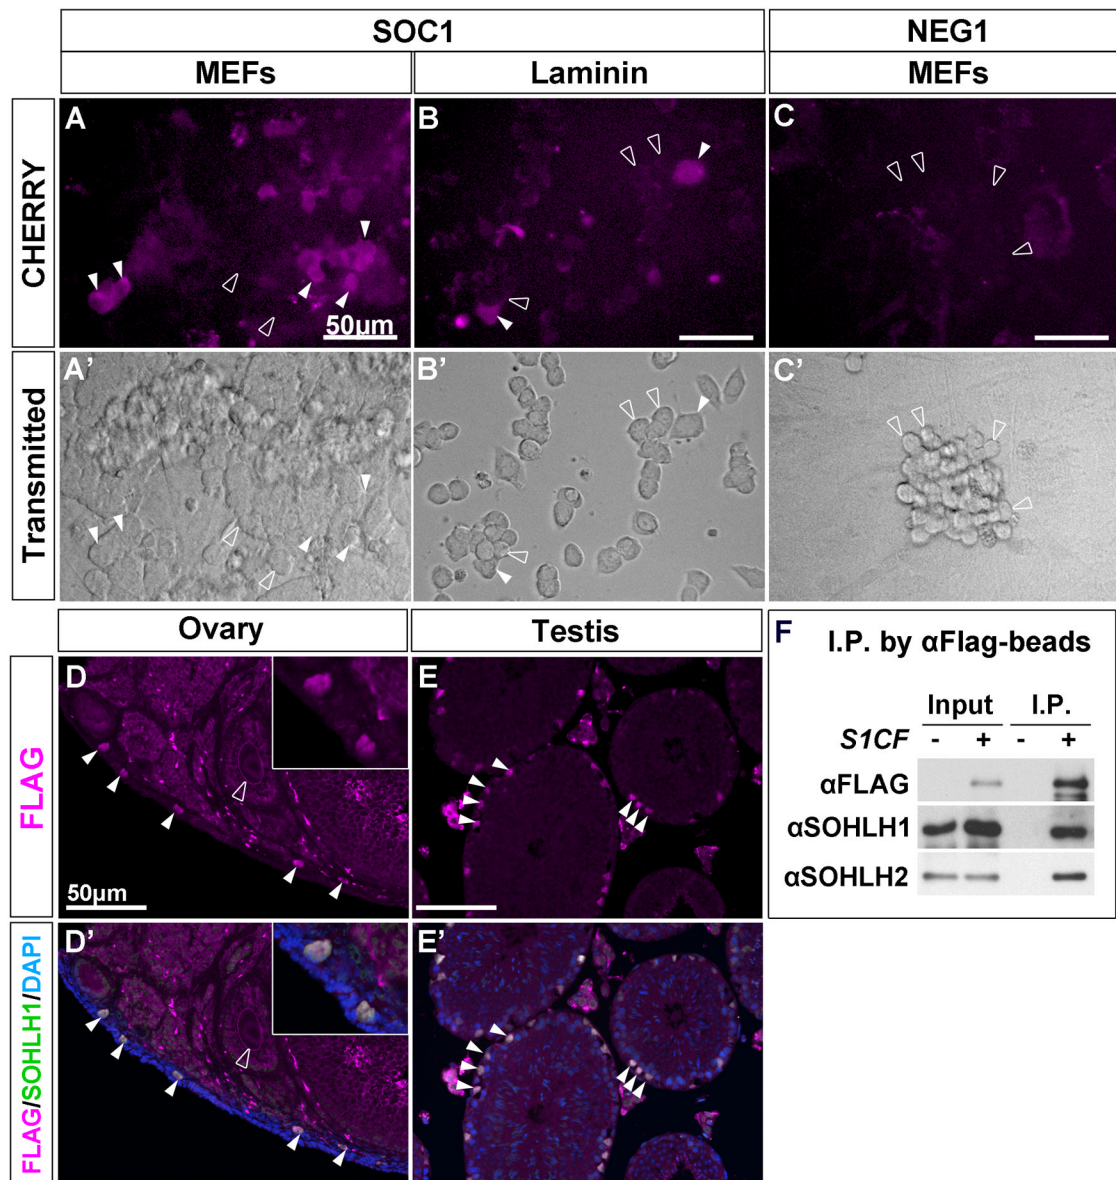 SOC1 NEG1
MEFs Laminin MEFs
CHERRY
A B C
50µm
Transmitted
A’ B’ C’
Ovary Testis
FLAG
D E
50µm
FLAG/SOHLH1/DAPI
D’ E’
F
I.P. by αFlag-beads
Input I.P.
S1CF - + - +
αFLAG
αSOHLH1
αSOHLH2